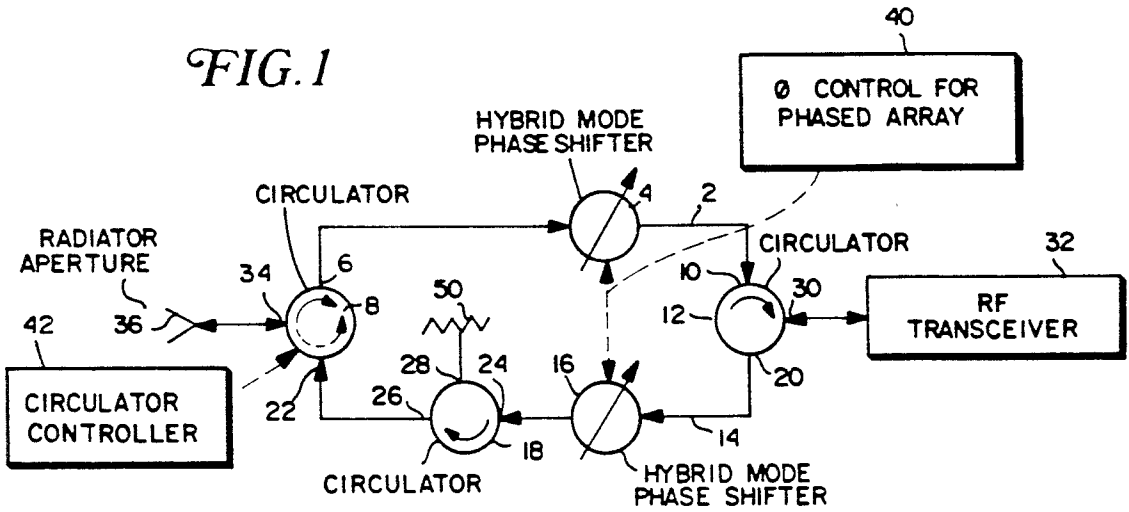 FIG. 1
40
Ø CONTROL FOR
PHASED ARRAY
HYBRID MODE
PHASE SHIFTER
4
2
CIRCULATOR
CIRCULATOR
RADIATOR
APERTURE
34
6
8
36
10
12
30
32
RF
TRANSCEIVER
50
42
CIRCULATOR
CONTROLLER
22
28
24
26
18
16
20
14
CIRCULATOR
HYBRID MODE
PHASE SHIFTER